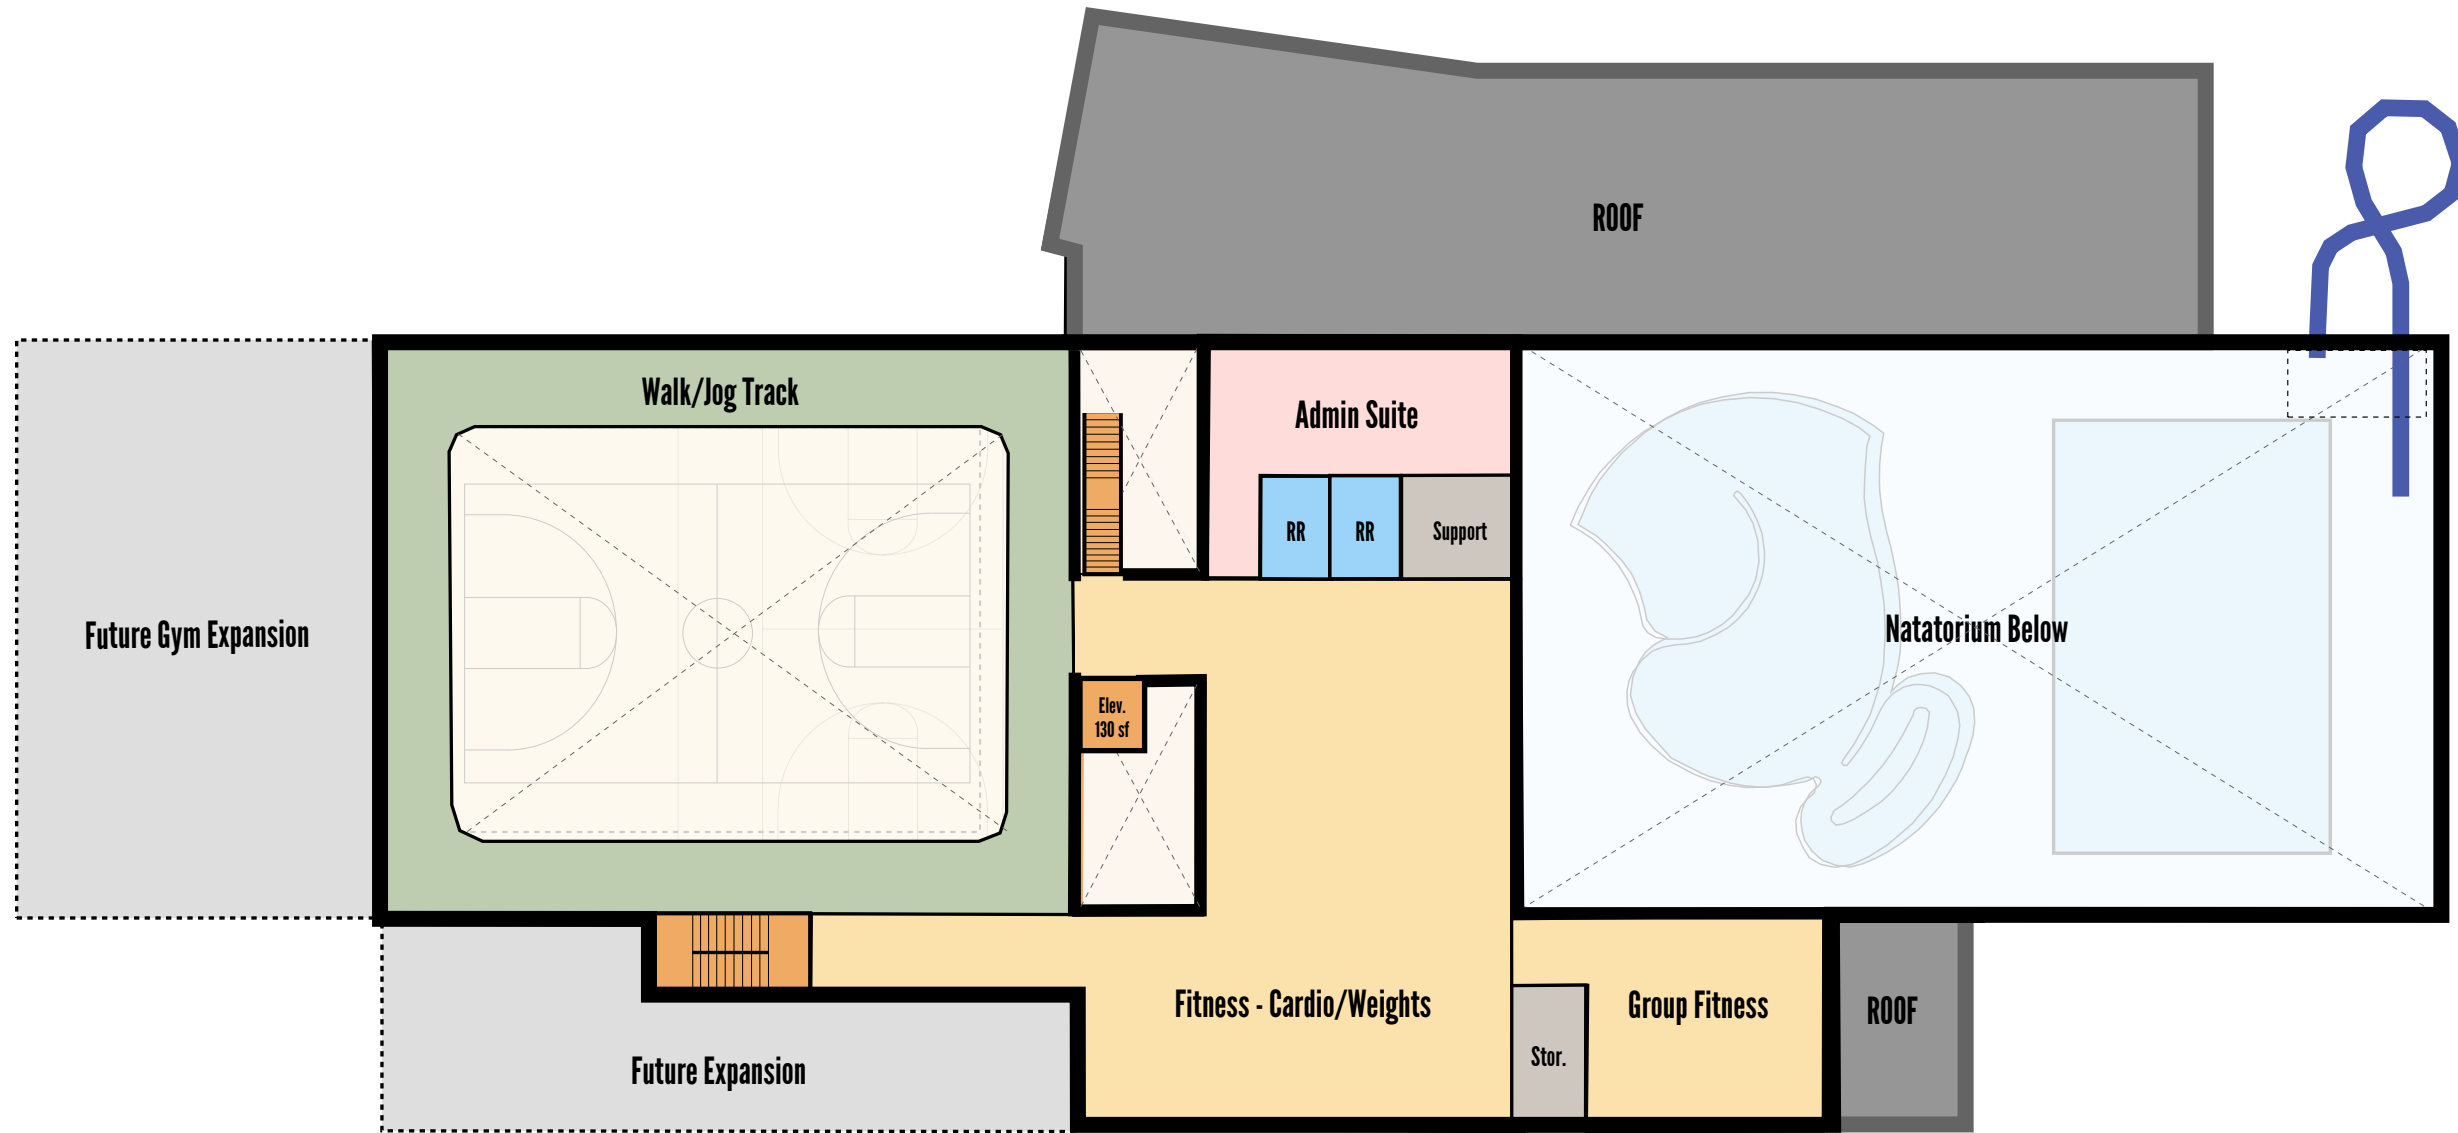 ROOF
Walk/Jog Track
Admin Suite
RR
RR
Support
Future Gym Expansion
Natatorium Below
Elev.
130 sf
Fitness - Cardio/Weights
Group Fitness
ROOF
Stor.
Future Expansion